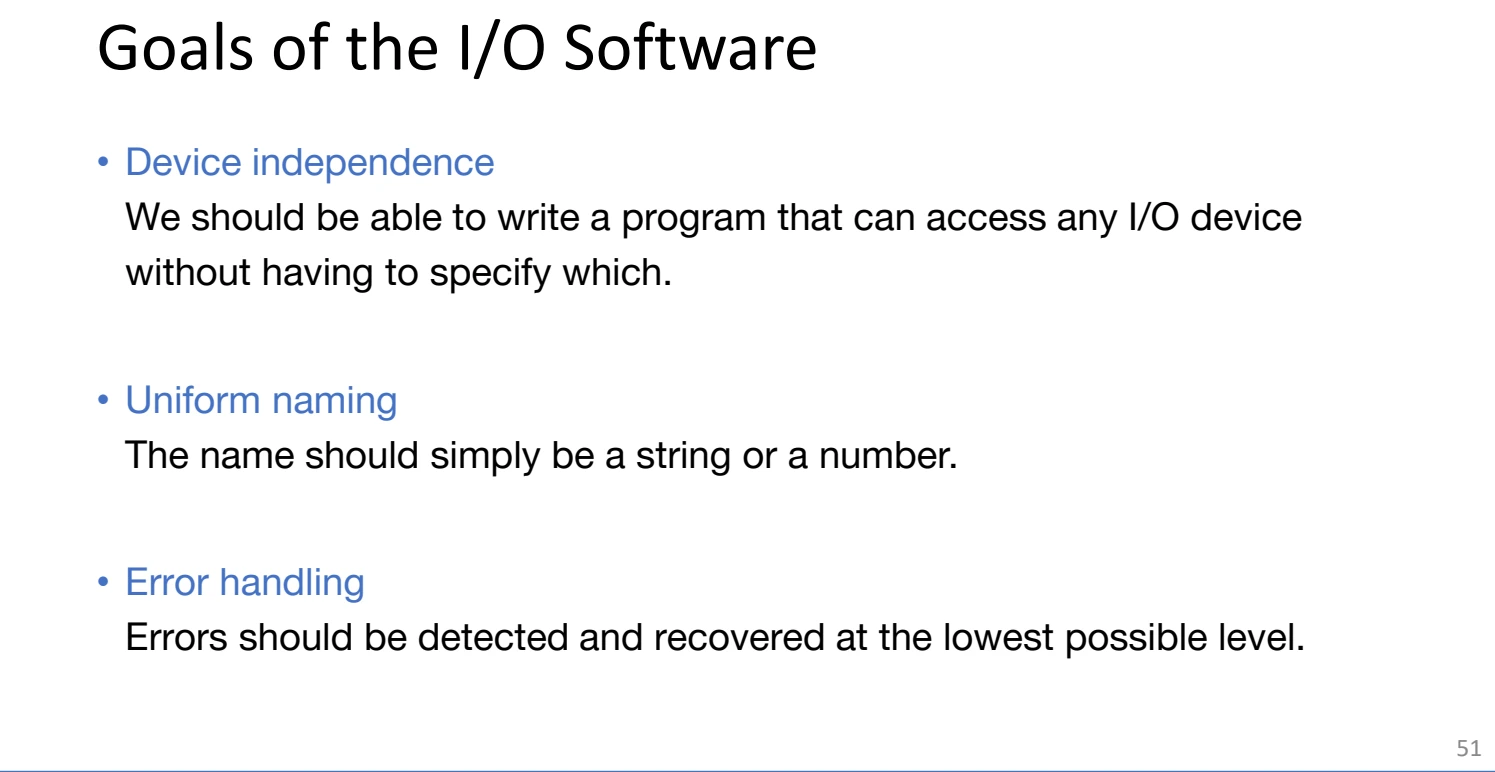 Goals of the I/O Software
• Device independence
We should be able to write a program that can access any I/O device
without having to specify which.
• Uniform naming
The name should simply be a string or a number.
• Error handling
Errors should be detected and recovered at the lowest possible level.
51